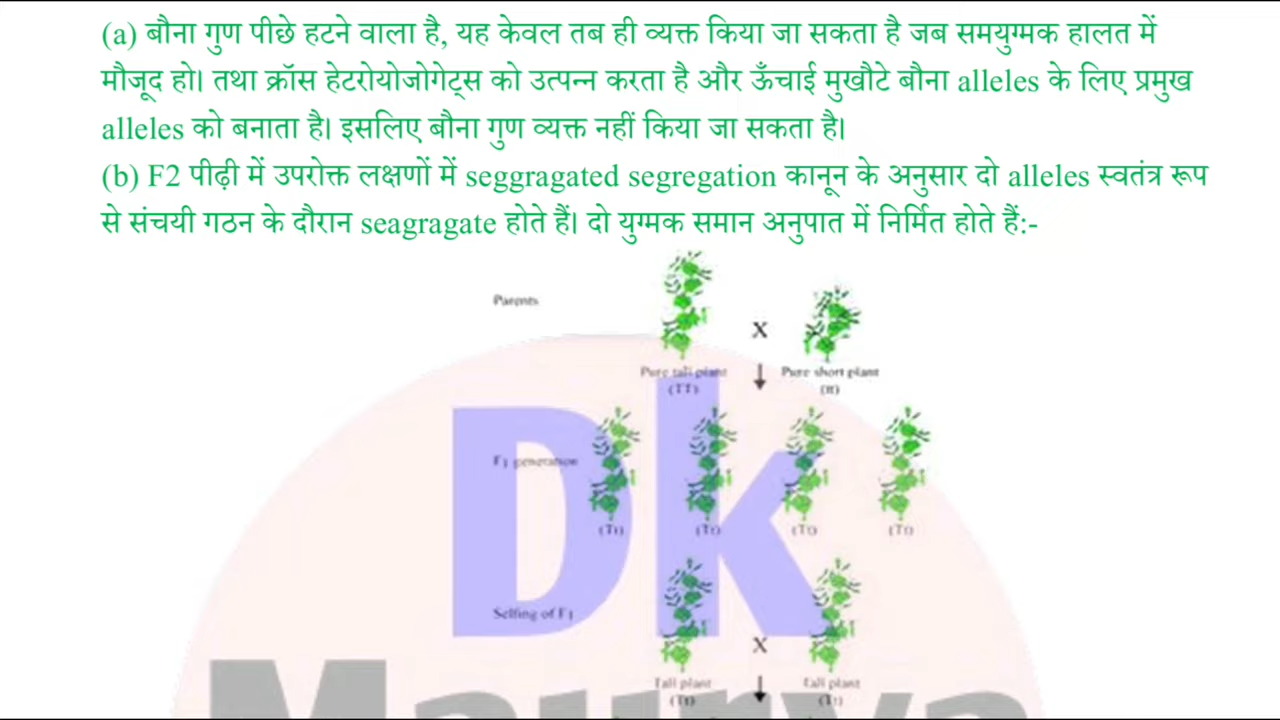 (a) बौना गुण पीछे हटने वाला है, यह केवल तब ही व्यक्त किया जा सकता है जब समयुग्मक हालत में
मौजूद हो। तथा क्रॉस हेटरोयोजोगेट्स को उत्पन्न करता है और ऊँचाई मुखौटे बौना alleles के लिए प्रमुख
alleles को बनाता है। इसलिए बौना गुण व्यक्त नहीं किया जा सकता है।
(b) F2 पीढ़ी में उपरोक्त लक्षणों में seggragated segregation कानून के अनुसार दो alleles स्वतंत्र रूप
से संचयी गठन के दौरान seagragate होते हैं। दो युग्मक समान अनुपात में निर्मित होते हैं:-
Parents
X
Pure tall plant Pure short plant
(TT) (tt)
F1 generation
(Tt) (Tt) (Tt) (Tt)
Selfing of F1
X
Tall plant Tall plant
(Tt) (Tt)
Dk
Maurya